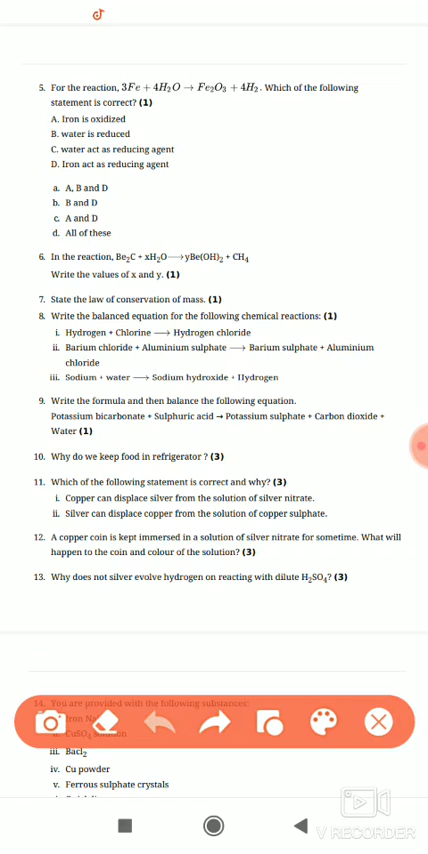 5. For the reaction, 3Fe + 4H₂O → Fe₂O₃ + 4H₂. Which of the following
statement is correct? (1)
A. Iron is oxidized
B. water is reduced
C. water act as reducing agent
D. Iron act as reducing agent
a. A, B and D
b. B and D
c. A and D
d. All of these
6. In the reaction, Be₂C + xH₂O ⟶yBe(OH)₂ + CH₄
Write the values of x and y. (1)
7. State the law of conservation of mass. (1)
8. Write the balanced equation for the following chemical reactions: (1)
i. Hydrogen + Chlorine ⟶ Hydrogen chloride
ii. Barium chloride + Aluminium sulphate ⟶ Barium sulphate + Aluminium
chloride
iii. Sodium + water ⟶ Sodium hydroxide + Hydrogen
9. Write the formula and then balance the following equation.
Potassium bicarbonate + Sulphuric acid → Potassium sulphate + Carbon dioxide +
Water (1)
10. Why do we keep food in refrigerator ? (3)
11. Which of the following statement is correct and why? (3)
i. Copper can displace silver from the solution of silver nitrate.
ii. Silver can displace copper from the solution of copper sulphate.
12. A copper coin is kept immersed in a solution of silver nitrate for sometime. What will
happen to the coin and colour of the solution? (3)
13. Why does not silver evolve hydrogen on reacting with dilute H₂SO₄? (3)
14. You are provided with the following substances:
Iron
CuSO₄ solution
iii. Bacl₂
iv. Cu powder
v. Ferrous sulphate crystals
V RECORDER